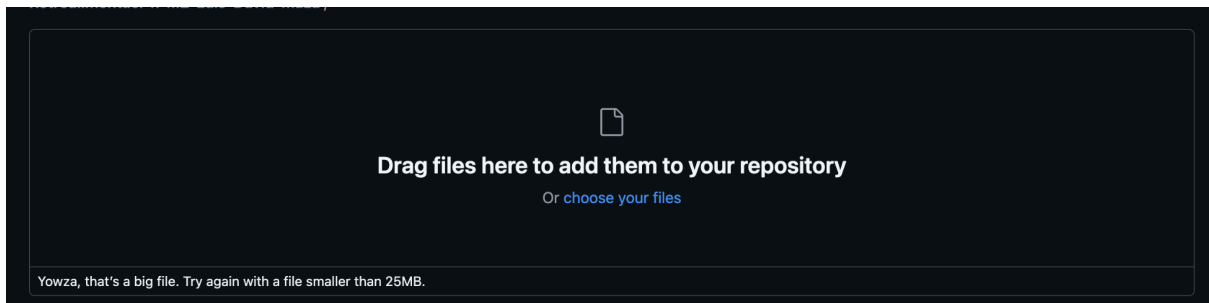 Drag files here to add them to your repository
Or choose your files
Yowza, that's a big file. Try again with a file smaller than 25MB.